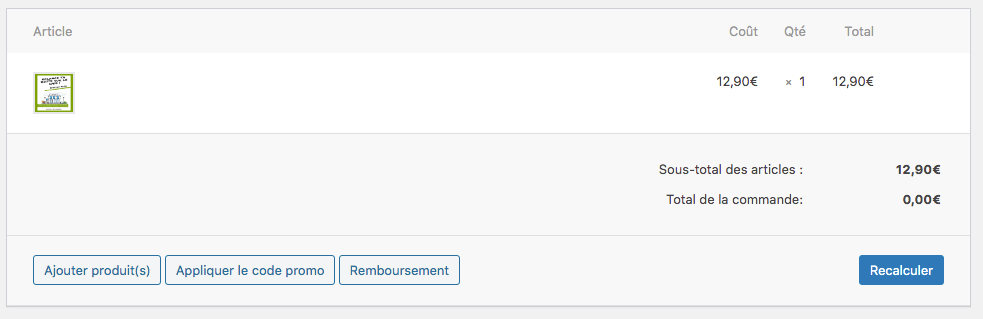 Article Coût Qté Total
12,90€ × 1 12,90€
Sous-total des articles : 12,90€
Total de la commande: 0,00€
Ajouter produit(s) Appliquer le code promo Remboursement Recalculer